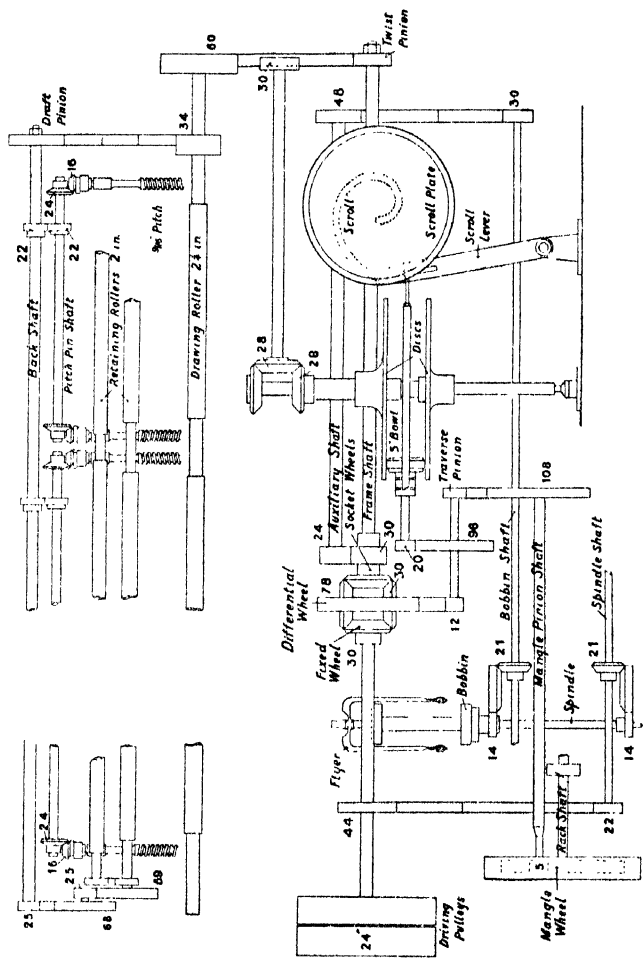 Draft
Pinion
22
24
16
22
Back Shaft
Pitch Pin Shaft
Retaining Rollers 2 in.
Pitch
Drawing Roller
34
60
30
Twist
Pinion
25
24
16
25
68
89
48
30
Scroll
Scroll Plate
Scroll
Lever
28
28
Discs
5" Bowl
Traverse
Pinion
Auxiliary Shaft
Socket Wheels
Frame Shaft
24
30
20
96
108
Differential
Wheel
78
30
12
Fixed
Wheel
30
Bobbin Shaft
Mangle Pinion Shaft
Spindle Shaft
21
21
Flyer
Bobbin
14
Spindle
14
44
22
Rack Shaft
5
Mangle
Wheel
24"
Driving
Pulleys